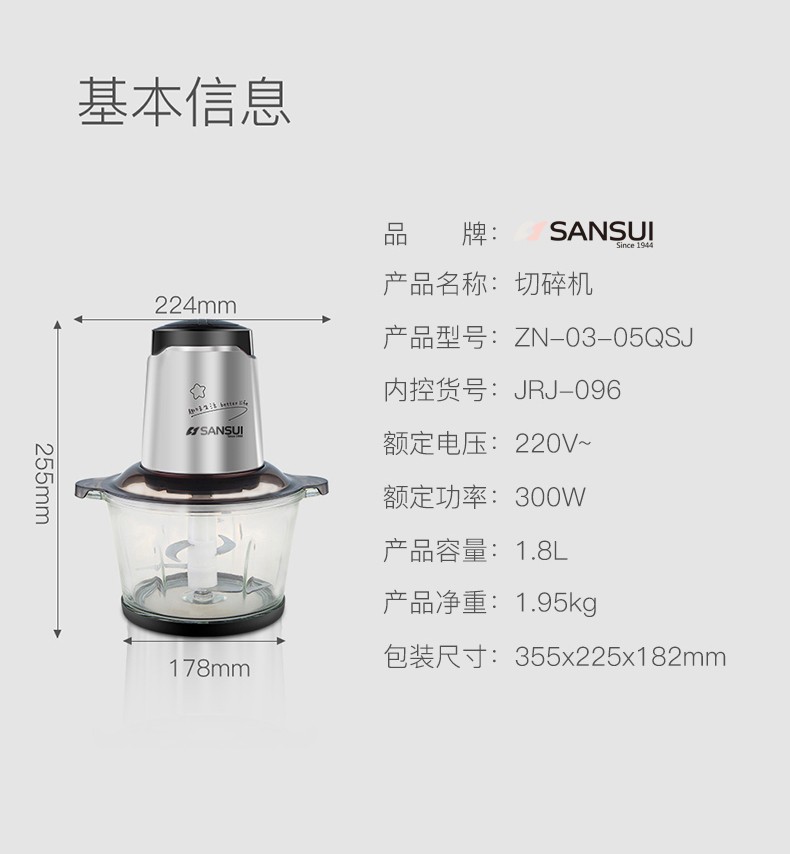 基本信息
品 牌： SANSUI
Since 1944
产品名称： 切碎机
产品型号： ZN-03-05QSJ
内控货号： JRJ-096
额定电压： 220V~
额定功率： 300W
产品容量： 1.8L
产品净重： 1.95kg
包装尺寸： 355x225x182mm
224mm
255mm
better life
SANSUI
178mm